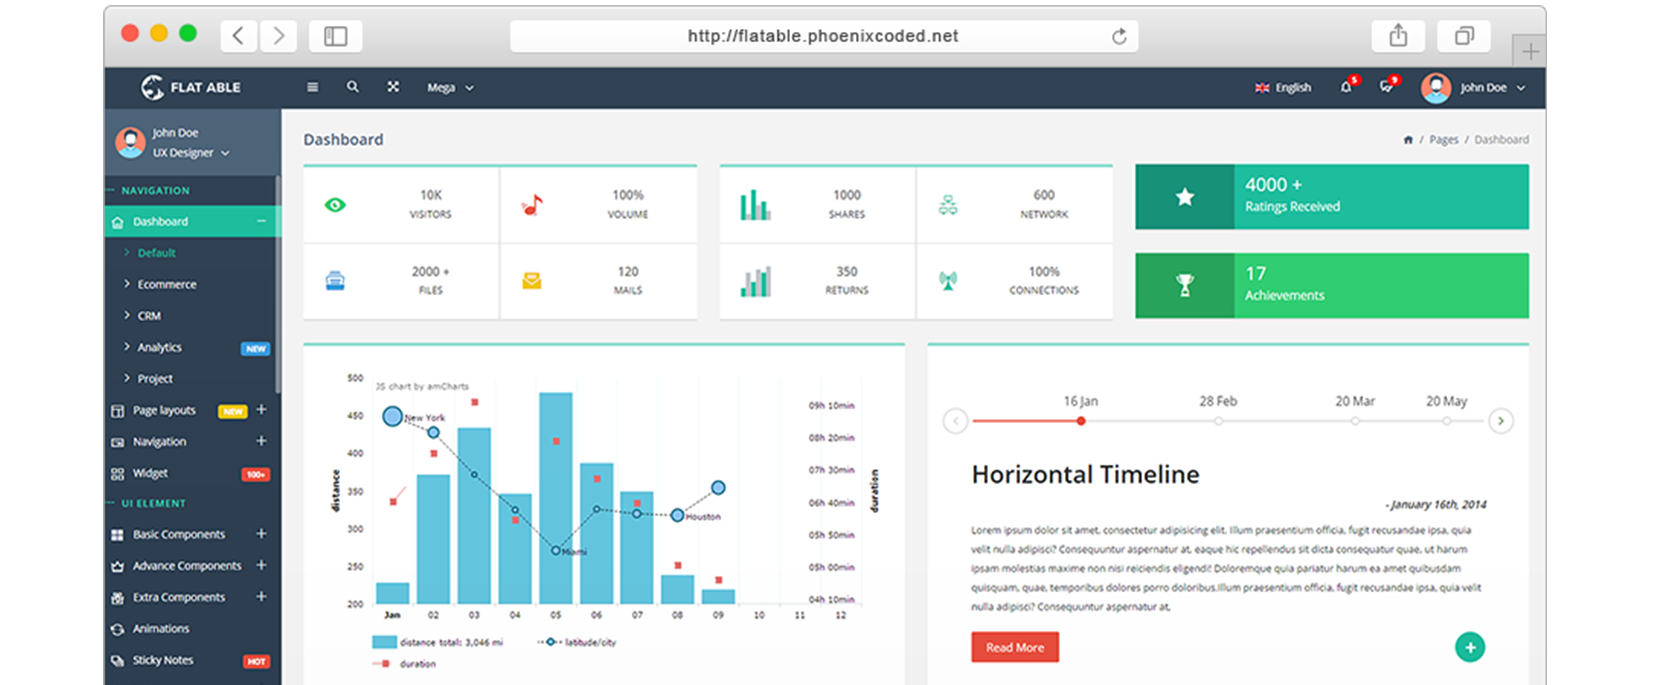 http://flatable.phoenixcoded.net
FLAT ABLE
Mega
English
5
9
John Doe
John Doe
UX Designer
NAVIGATION
Dashboard
Default
Ecommerce
CRM
Analytics NEW
Project
Page layouts NEW
Navigation
Widget 100+
UI ELEMENT
Basic Components
Advance Components
Extra Components
Animations
Sticky Notes HOT
Dashboard
/ Pages / Dashboard
10K
VISITORS
100%
VOLUME
2000 +
FILES
120
MAILS
1000
SHARES
600
NETWORK
350
RETURNS
100%
CONNECTIONS
4000 +
Ratings Received
17
Achievements
JS chart by amCharts
500
450
400
350
300
250
200
distance
New York
Miami
Houston
09h 10min
08h 20min
07h 30min
06h 40min
05h 50min
05h 00min
04h 10min
duration
Jan 02 03 04 05 06 07 08 09 10 11 12
distance total: 3,046 mi
latitude/city
duration
16 Jan 28 Feb 20 Mar 20 May
Horizontal Timeline
- January 16th, 2014
Lorem ipsum dolor sit amet, consectetur adipisicing elit. Illum praesentium officia, fugit recusandae ipsa, quia
velit nulla adipisci? Consequuntur aspernatur at, eaque hic repellendus sit dicta consequatur quae, ut harum
ipsam molestias maxime non nisi reiciendis eligendi! Doloremque quia pariatur harum ea amet quibusdam
quisquam, quae, temporibus dolores porro doloribus.Illum praesentium officia, fugit recusandae ipsa, quia velit
nulla adipisci? Consequuntur aspernatur at,
Read More